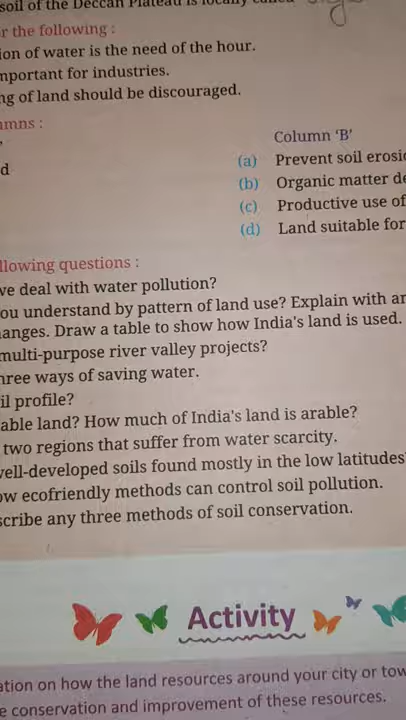 soil of the Deccan Plateau is locally
r the following :
ion of water is the need of the hour.
mportant for industries.
ng of land should be discouraged.
umns :
d
Column 'B'
(a) Prevent soil erosi
(b) Organic matter de
(c) Productive use of
(d) Land suitable for
llowing questions :
ve deal with water pollution?
ou understand by pattern of land use? Explain with an
anges. Draw a table to show how India's land is used.
multi-purpose river valley projects?
hree ways of saving water.
il profile?
able land? How much of India's land is arable?
two regions that suffer from water scarcity.
well-developed soils found mostly in the low latitudes
ow ecofriendly methods can control soil pollution.
scribe any three methods of soil conservation.
Activity
ation on how the land resources around your city or tow
e conservation and improvement of these resources.